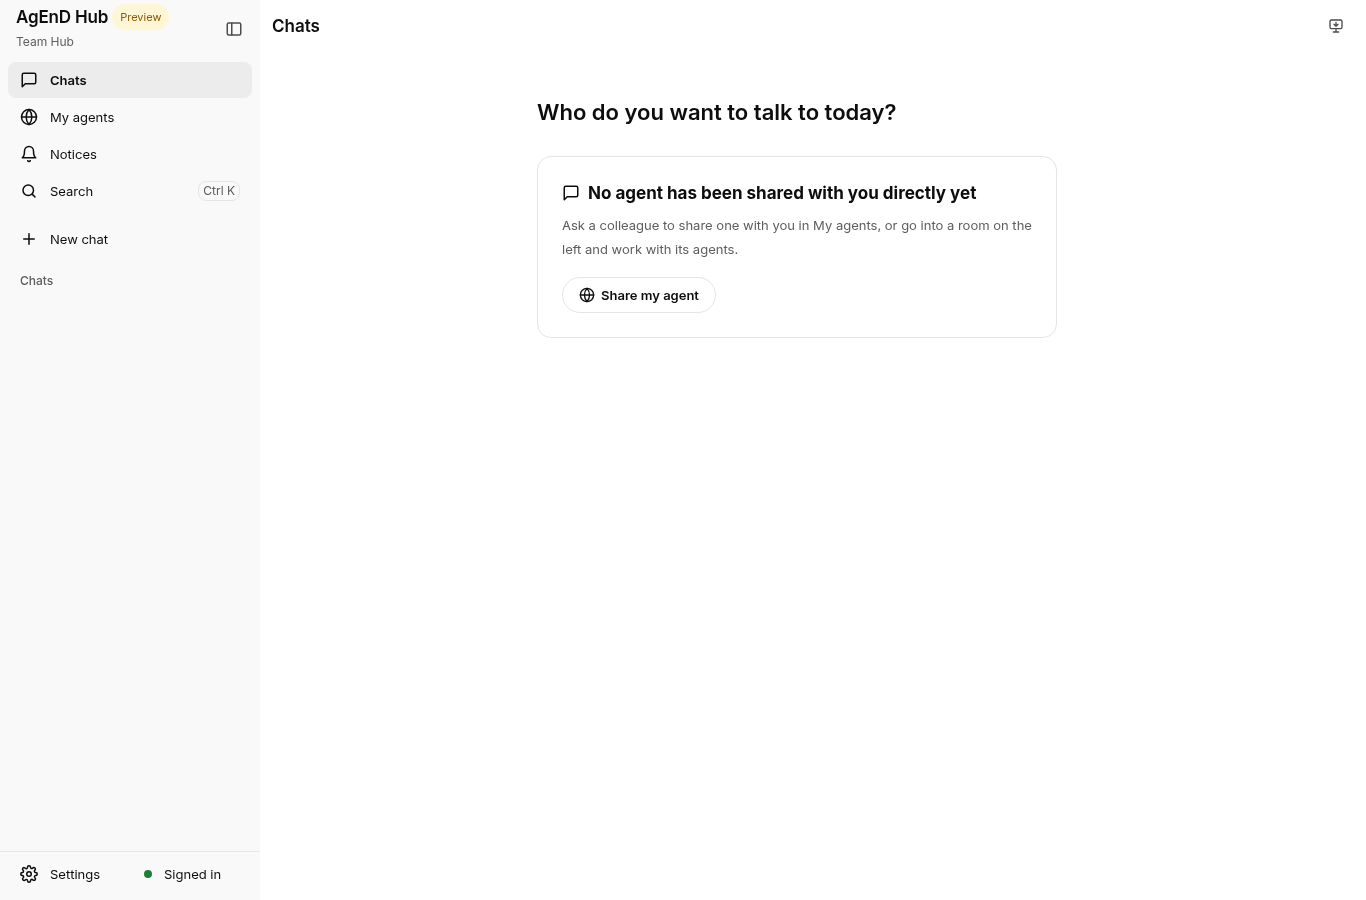 AgEnD Hub Preview
Team Hub
Chats
My agents
Notices
Search Ctrl K
New chat
Chats
Settings Signed in
Chats
Who do you want to talk to today?
No agent has been shared with you directly yet
Ask a colleague to share one with you in My agents, or go into a room on the
left and work with its agents.
Share my agent